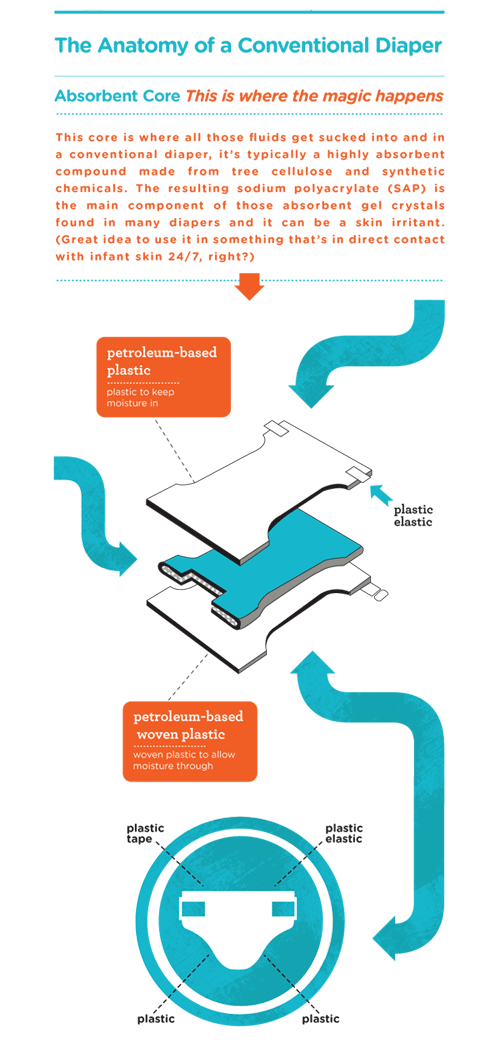 The Anatomy of a Conventional Diaper
Absorbent Core This is where the magic happens
This core is where all those fluids get sucked into and in
a conventional diaper, it's typically a highly absorbent
compound made from tree cellulose and synthetic
chemicals. The resulting sodium polyacrylate (SAP) is
the main component of those absorbent gel crystals
found in many diapers and it can be a skin irritant.
(Great idea to use it in something that's in direct contact
with infant skin 24/7, right?)
petroleum-based
plastic
plastic to keep
moisture in
plastic
elastic
petroleum-based
woven plastic
woven plastic to allow
moisture through
plastic
tape
plastic
elastic
plastic
plastic